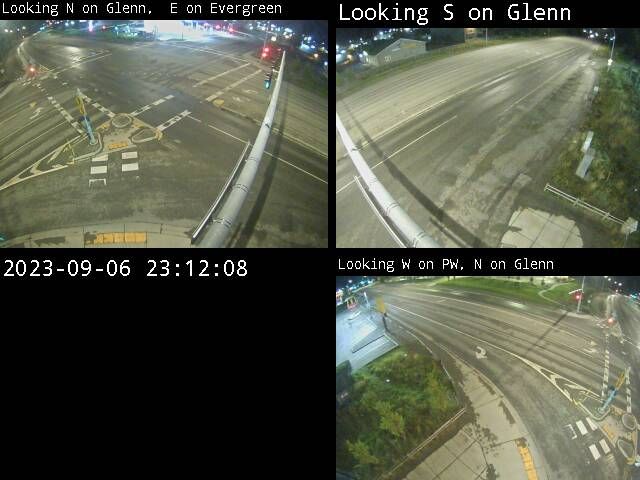 Looking N on Glenn,  E on Evergreen
Looking S on Glenn
2023-09-06 23:12:08
Looking W on PW, N on Glenn